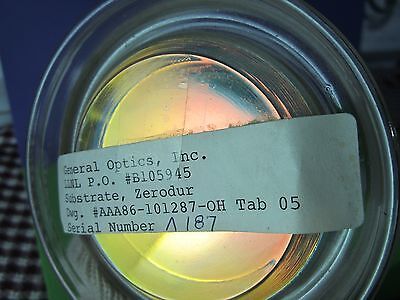 General Optics, Inc.
LLNL P.O. #B105945
Substrate, Zerodur
Dwg. #AAA86-101287-OH Tab 05
Serial Number 1187